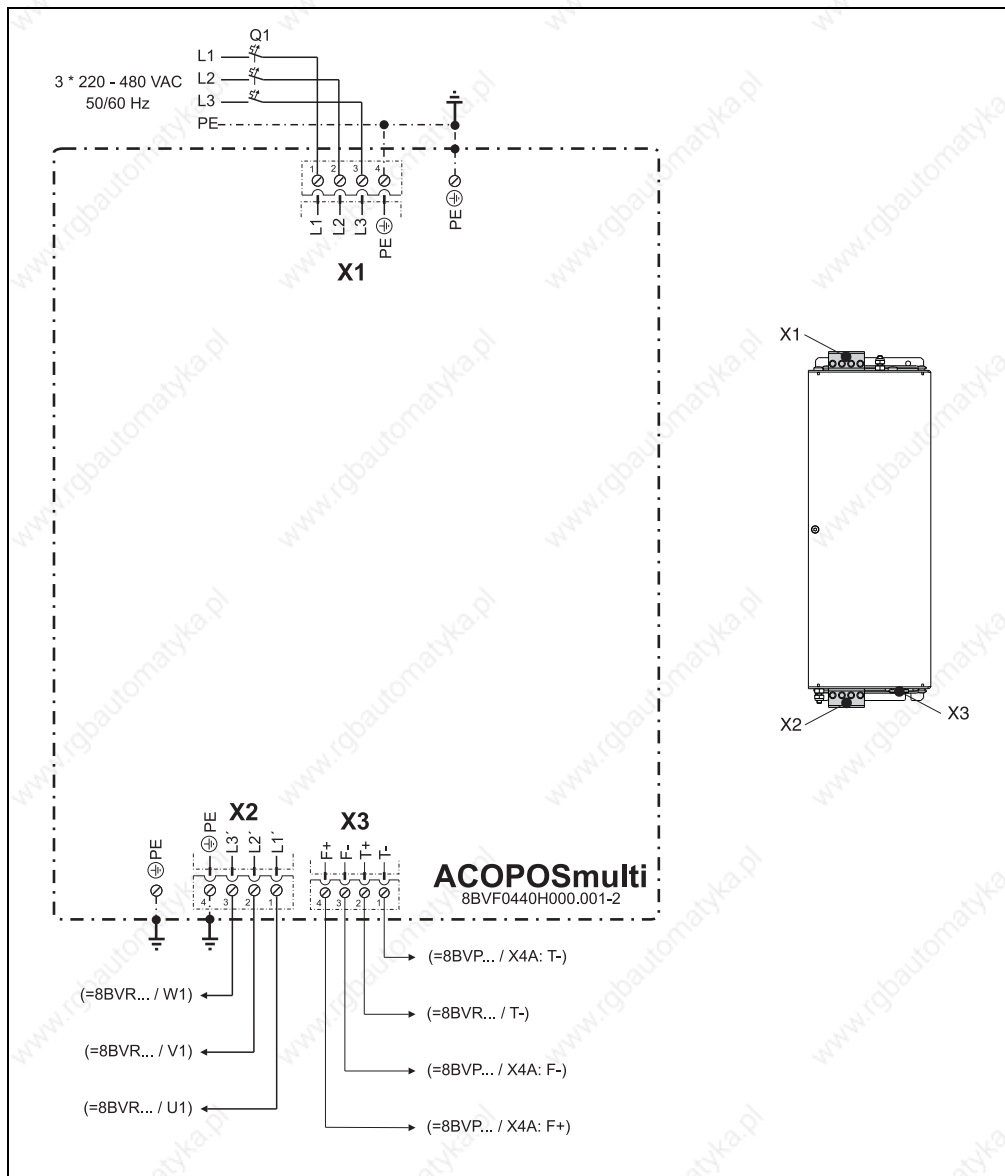 Q1
L1
3 * 220 - 480 VAC
L2
50/60 Hz
L3
PE
1 2 3 4
L1 L2 L3 PE PE
X1
X1
X2
X3
X2
X3
PE PE L3´ L2´ L1´
F+ F- T+ T-
4 3 2 1
4 3 2 1
ACOPOSmulti
8BVF0440H000.001-2
(=8BVP... / X4A: T-)
(=8BVR... / W1)
(=8BVR... / T-)
(=8BVR... / V1)
(=8BVP... / X4A: F-)
(=8BVR... / U1)
(=8BVP... / X4A: F+)
www.rgbautomatyka.pl